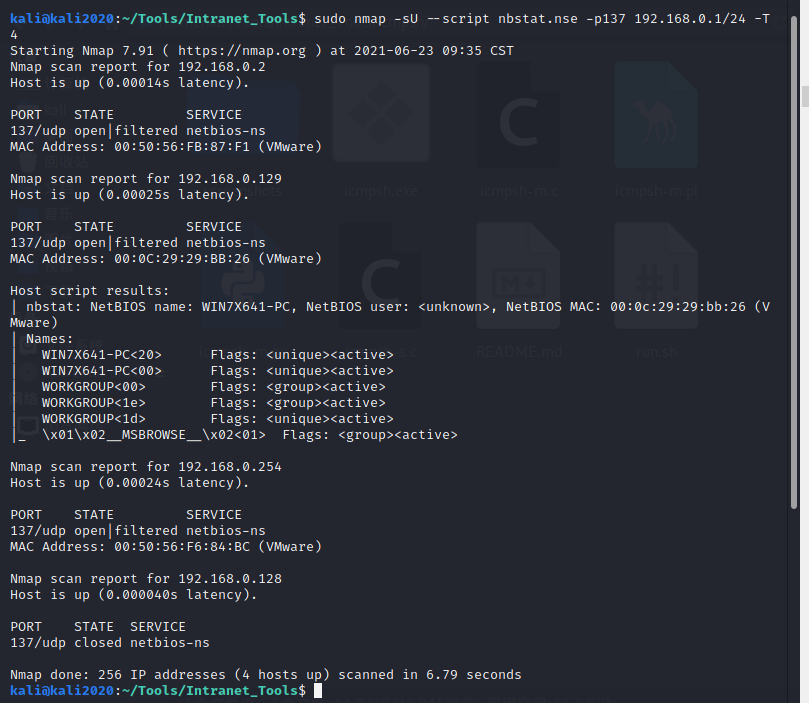 kali@kali2020:~/Tools/Intranet_Tools$ sudo nmap -sU --script nbstat.nse -p137 192.168.0.1/24 -T
4
Starting Nmap 7.91 ( https://nmap.org ) at 2021-06-23 09:35 CST
Nmap scan report for 192.168.0.2
Host is up (0.00014s latency).

PORT    STATE         SERVICE
137/udp open|filtered netbios-ns
MAC Address: 00:50:56:FB:87:F1 (VMware)

Nmap scan report for 192.168.0.129
Host is up (0.00025s latency).

PORT    STATE         SERVICE
137/udp open|filtered netbios-ns
MAC Address: 00:0C:29:29:BB:26 (VMware)

Host script results:
| nbstat: NetBIOS name: WIN7X641-PC, NetBIOS user: <unknown>, NetBIOS MAC: 00:0c:29:29:bb:26 (V
Mware)
| Names:
|   WIN7X641-PC<20>      Flags: <unique><active>
|   WIN7X641-PC<00>      Flags: <unique><active>
|   WORKGROUP<00>        Flags: <group><active>
|   WORKGROUP<1e>        Flags: <group><active>
|   WORKGROUP<1d>        Flags: <unique><active>
|_  \x01\x02__MSBROWSE__\x02<01>  Flags: <group><active>

Nmap scan report for 192.168.0.254
Host is up (0.00024s latency).

PORT    STATE         SERVICE
137/udp open|filtered netbios-ns
MAC Address: 00:50:56:F6:84:BC (VMware)

Nmap scan report for 192.168.0.128
Host is up (0.000040s latency).

PORT    STATE  SERVICE
137/udp closed netbios-ns

Nmap done: 256 IP addresses (4 hosts up) scanned in 6.79 seconds
kali@kali2020:~/Tools/Intranet_Tools$
icmpsh.exe
icmpsh-m.c
icmpsh-m.pl
README.md
run.sh